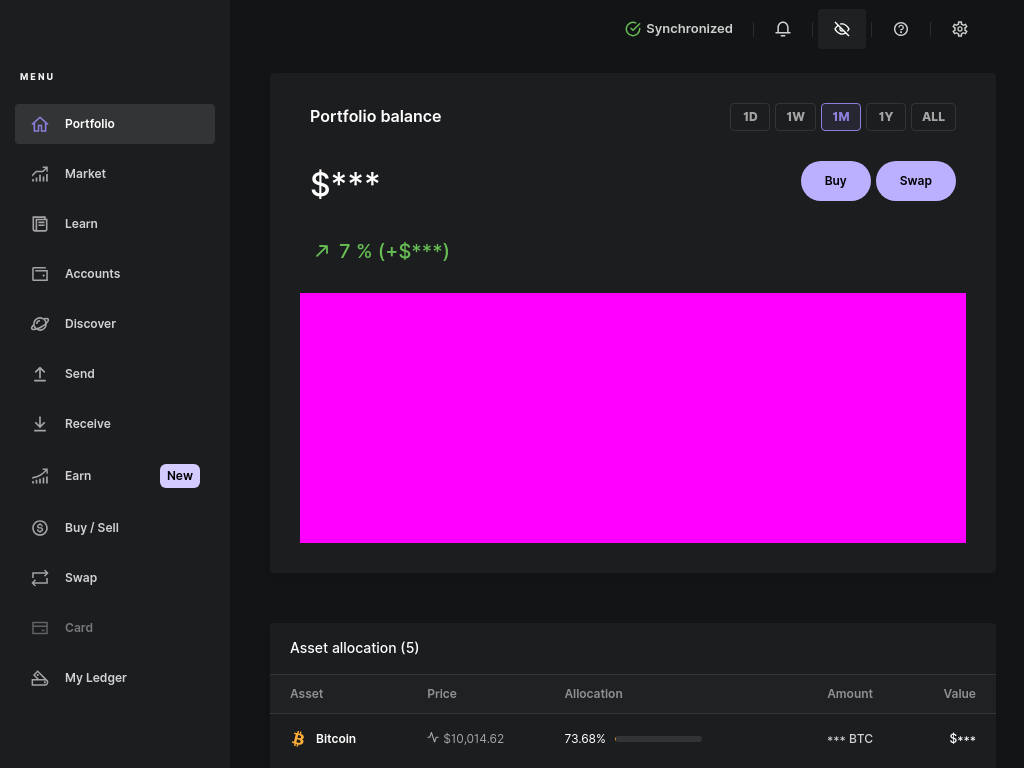 Synchronized
MENU
Portfolio
Market
Learn
Accounts
Discover
Send
Receive
Earn
New
Buy / Sell
Swap
Card
My Ledger
Portfolio balance
1D
1W
1M
1Y
ALL
$***
Buy
Swap
7 % (+$***)
Asset allocation (5)
Asset Price Allocation Amount Value
Bitcoin $10,014.62 73.68% *** BTC $***